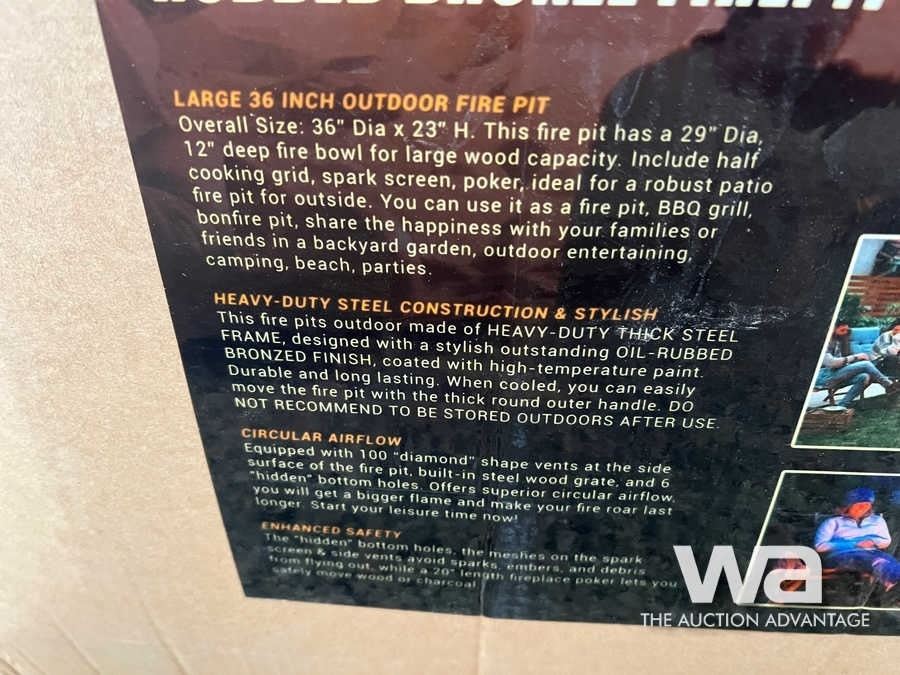 LARGE 36 INCH OUTDOOR FIRE PIT
Overall Size: 36" Dia x 23" H. This fire pit has a 29" Dia,
12" deep fire bowl for large wood capacity. Include half
cooking grid, spark screen, poker, ideal for a robust patio
fire pit for outside. You can use it as a fire pit, BBQ grill,
bonfire pit, share the happiness with your families or
friends in a backyard garden, outdoor entertaining,
camping, beach, parties.
HEAVY-DUTY STEEL CONSTRUCTION & STYLISH
This fire pits outdoor made of HEAVY-DUTY THICK STEEL
FRAME, designed with a stylish outstanding OIL-RUBBED
BRONZED FINISH, coated with high-temperature paint.
Durable and long lasting. When cooled, you can easily
move the fire pit with the thick round outer handle. DO
NOT RECOMMEND TO BE STORED OUTDOORS AFTER USE.
CIRCULAR AIRFLOW
Equipped with 100 "diamond" shape vents at the side
surface of the fire pit, built-in steel wood grate, and 6
"hidden" bottom holes. Offers superior circular airflow,
you will get a bigger flame and make your fire roar last
longer. Start your leisure time now!
ENHANCED SAFETY
The "hidden" bottom holes, the meshes on the spark
screen & side vents avoid sparks, embers, and debris
from flying out, while a 20" length fireplace poker lets you
safely move wood or charcoal
wa
THE AUCTION ADVANTAGE